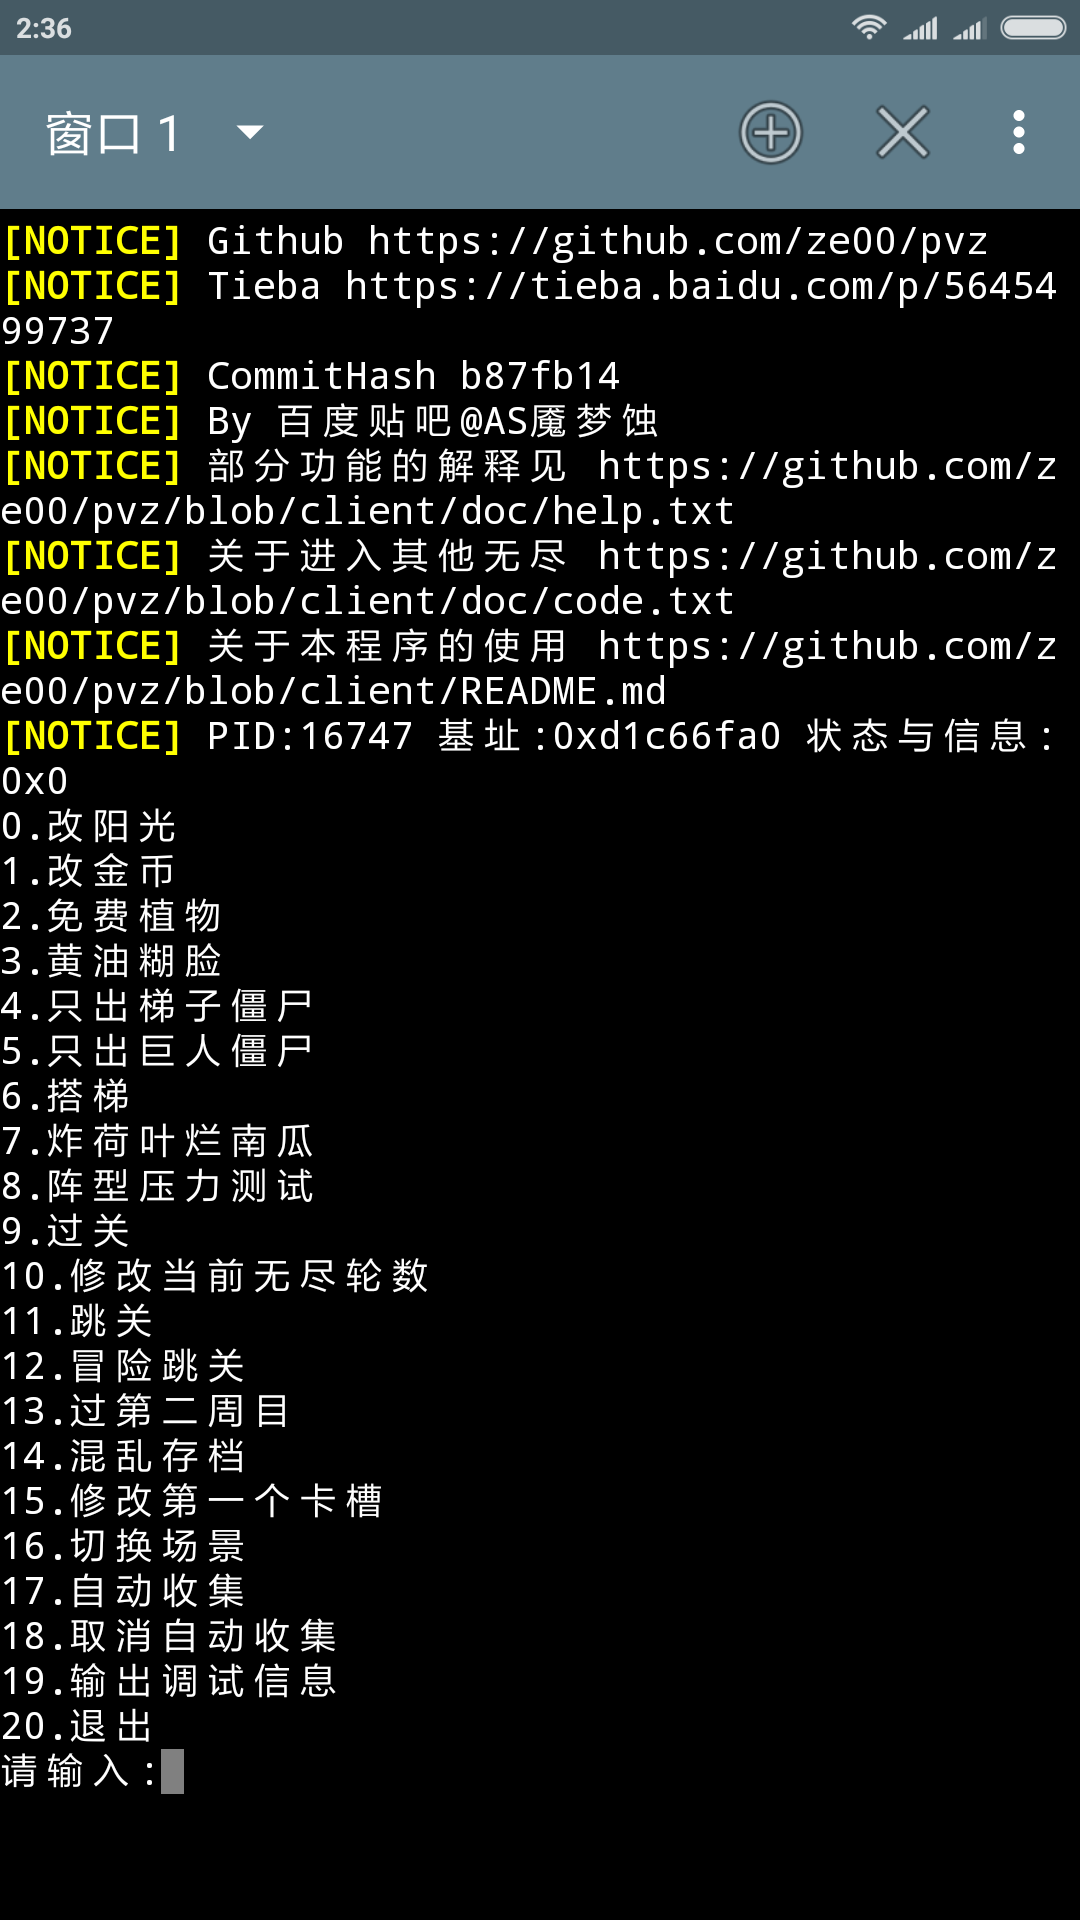 2:36
窗口 1
[NOTICE] Github https://github.com/ze00/pvz
[NOTICE] Tieba https://tieba.baidu.com/p/56454
99737
[NOTICE] CommitHash b87fb14
[NOTICE] By 百度贴吧@AS魇梦蚀
[NOTICE] 部分功能的解释见 https://github.com/z
e00/pvz/blob/client/doc/help.txt
[NOTICE] 关于进入其他无尽 https://github.com/z
e00/pvz/blob/client/doc/code.txt
[NOTICE] 关于本程序的使用 https://github.com/z
e00/pvz/blob/client/README.md
[NOTICE] PID:16747 基址:0xd1c66fa0 状态与信息:
0x0
0.改阳光
1.改金币
2.免费植物
3.黄油糊脸
4.只出梯子僵尸
5.只出巨人僵尸
6.搭梯
7.炸荷叶烂南瓜
8.阵型压力测试
9.过关
10.修改当前无尽轮数
11.跳关
12.冒险跳关
13.过第二周目
14.混乱存档
15.修改第一个卡槽
16.切换场景
17.自动收集
18.取消自动收集
19.输出调试信息
20.退出
请输入: